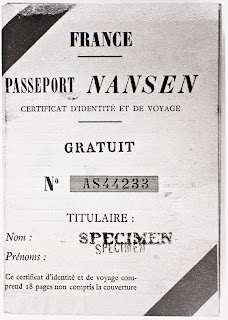 FRANCE
PASSEPORT NANSEN
CERTIFICAT D'IDENTITÉ ET DE VOYAGE
GRATUIT
Nº AS44233
TITULAIRE :
Nom : SPECIMEN
SPECIMEN
Prénoms :
Ce certificat d'identité et de voyage com-
prend 18 pages non compris la couverture